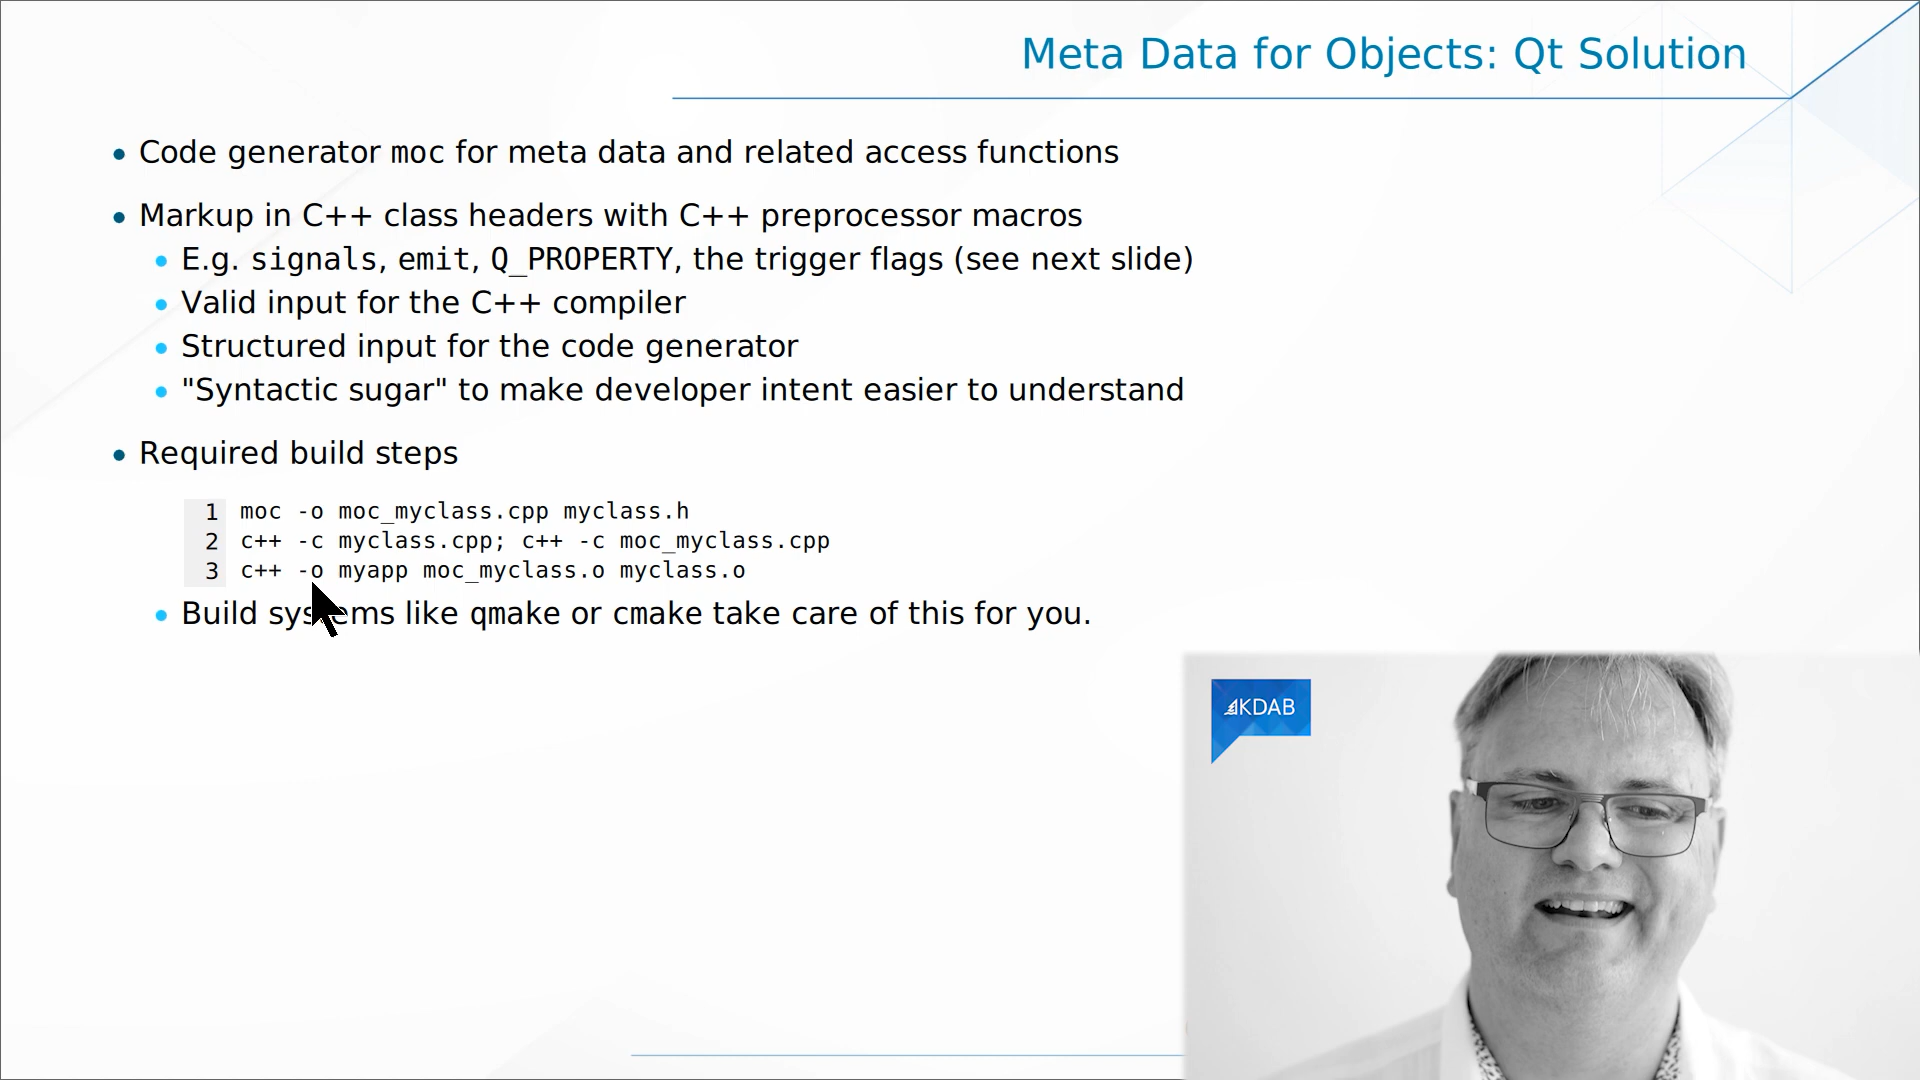 Meta Data for Objects: Qt Solution
Code generator moc for meta data and related access functions
Markup in C++ class headers with C++ preprocessor macros
E.g. signals, emit, Q_PROPERTY, the trigger flags (see next slide)
Valid input for the C++ compiler
Structured input for the code generator
"Syntactic sugar" to make developer intent easier to understand
Required build steps
1 moc -o moc_myclass.cpp myclass.h
2 c++ -c myclass.cpp; c++ -c moc_myclass.cpp
3 c++ -o myapp moc_myclass.o myclass.o
Build systems like qmake or cmake take care of this for you.
KDAB